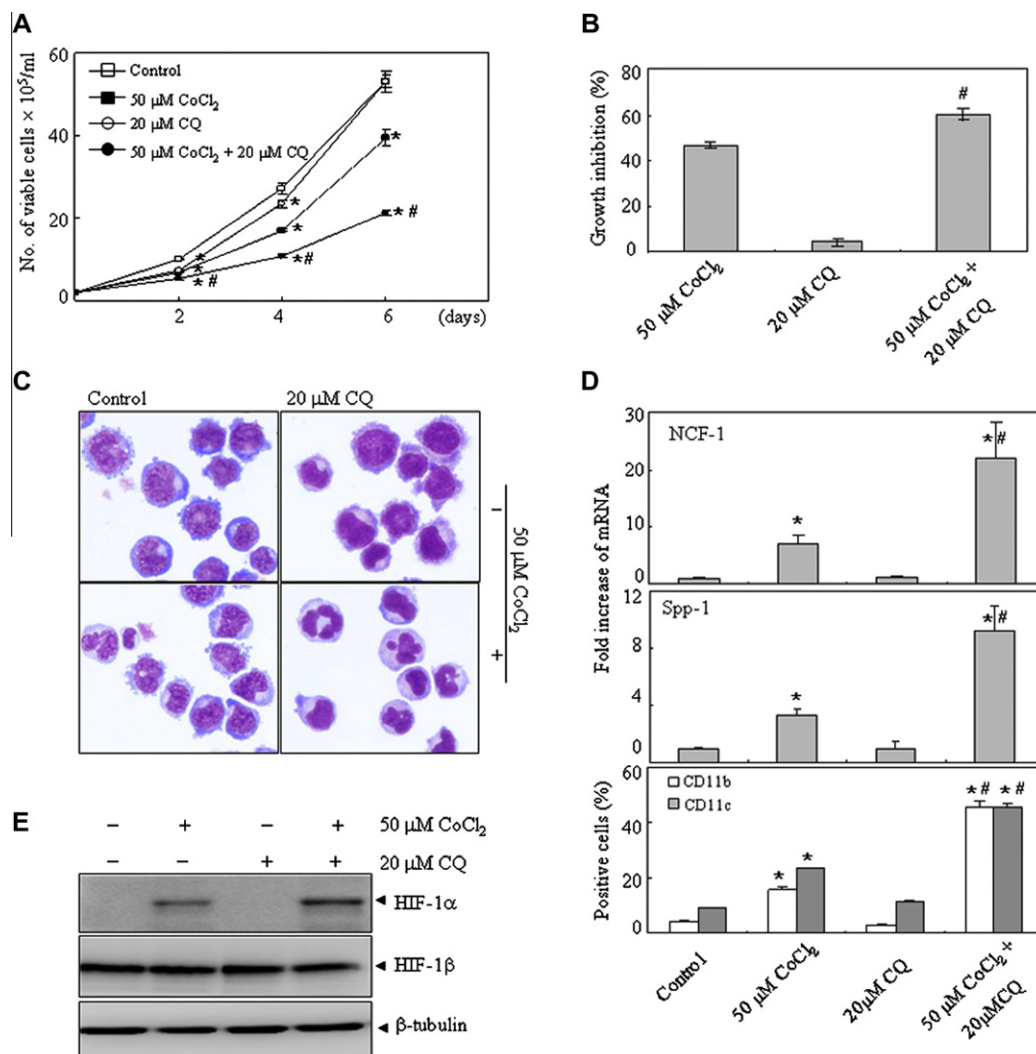 A
No. of viable cells × 10⁵/ml
60
40
20
0
Control
50 μM CoCl₂
20 μM CQ
50 μM CoCl₂ + 20 μM CQ
*
*
*
* #
*
*
*#
*
* #
2
4
6
(days)
B
Growth inhibition (%)
80
60
40
20
0
#
50 μM CoCl₂
20 μM CQ
50 μM CoCl₂ +
20 μM CQ
C
Control
20 μM CQ
−
50 μM CoCl₂
+
D
Fold increase of mRNA
30
20
10
0
NCF-1
*
*#
12
8
4
0
Spp-1
*
*#
Positive cells (%)
60
40
20
0
CD11b
CD11c
*
*
* #
* #
Control
50 μM CoCl₂
20μM CQ
50 μM CoCl₂ +
20μMCQ
E
− + − + 50 μM CoCl₂
− − + + 20 μM CQ
HIF-1α
HIF-1β
β-tubulin